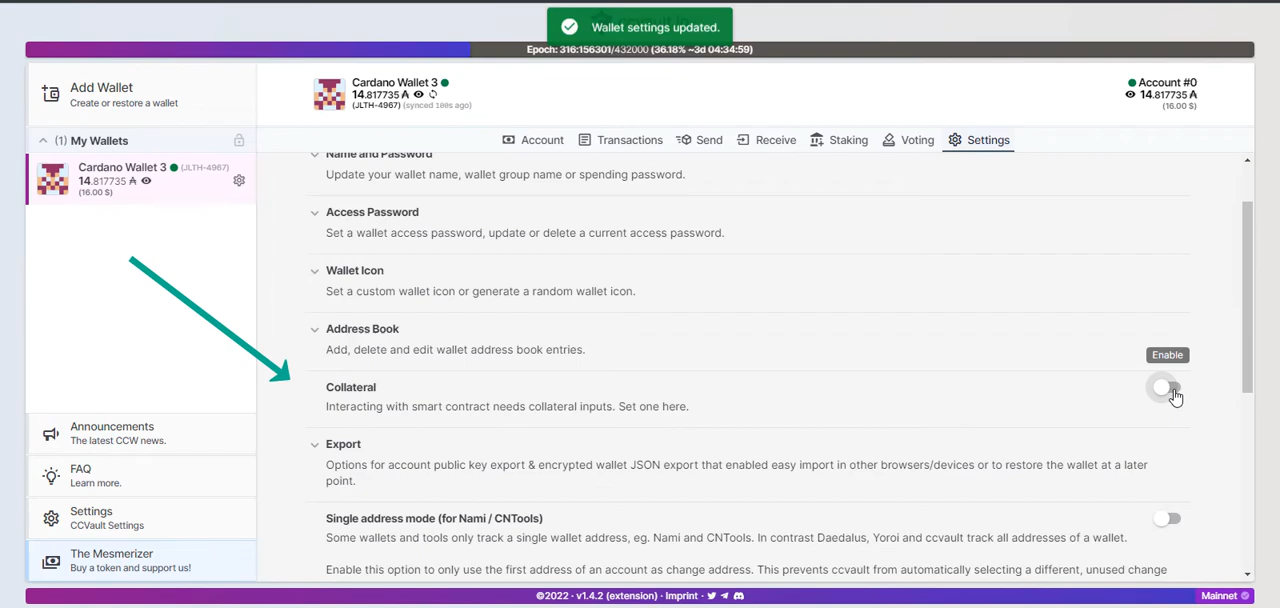 Wallet settings updated.
Epoch: 316:156301/432000 (36.18% ~3d 04:34:59)
Add Wallet
Create or restore a wallet
(1) My Wallets
Cardano Wallet 3 (JLTH-4967)
14.817735 ₳
(16.00 $)
Cardano Wallet 3
14.817735 ₳
(JLTH-4967) (synced 100s ago)
Account #0
14.817735 ₳
(16.00 $)
Account Transactions Send Receive Staking Voting Settings
Name and Password
Update your wallet name, wallet group name or spending password.
Access Password
Set a wallet access password, update or delete a current access password.
Wallet Icon
Set a custom wallet icon or generate a random wallet icon.
Address Book
Add, delete and edit wallet address book entries.
Enable
Collateral
Interacting with smart contract needs collateral inputs. Set one here.
Export
Options for account public key export & encrypted wallet JSON export that enabled easy import in other browsers/devices or to restore the wallet at a later
point.
Single address mode (for Nami / CNTools)
Some wallets and tools only track a single wallet address, eg. Nami and CNTools. In contrast Daedalus, Yoroi and ccvault track all addresses of a wallet.
Enable this option to only use the first address of an account as change address. This prevents ccvault from automatically selecting a different, unused change
Announcements
The latest CCW news.
FAQ
Learn more.
Settings
CCVault Settings
The Mesmerizer
Buy a token and support us!
©2022 · v1.4.2 (extension) · Imprint ·
Mainnet